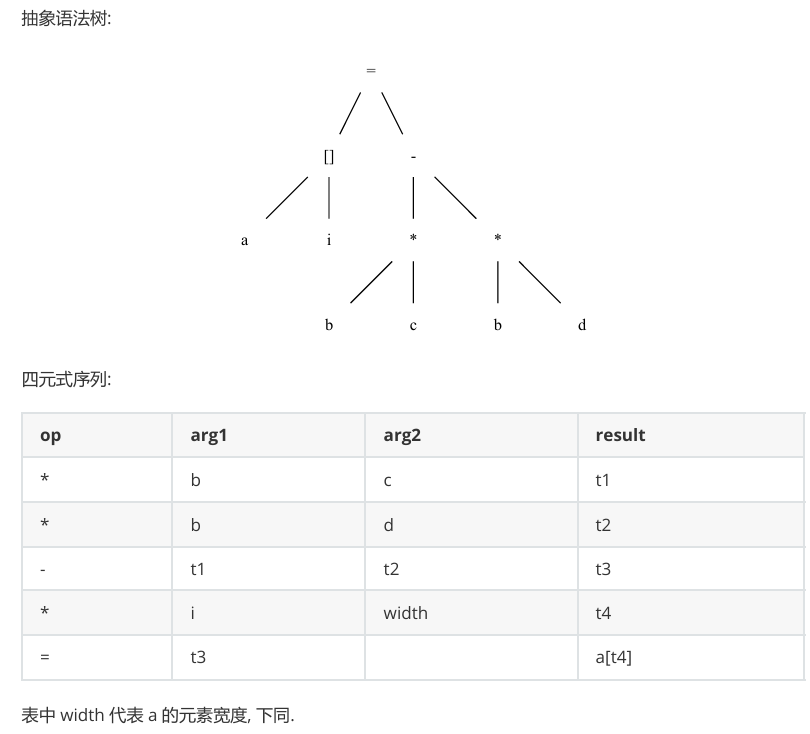 抽象语法树:
=
[] -
a i * *
b c b d
四元式序列:
op arg1 arg2 result
* b c t1
* b d t2
- t1 t2 t3
* i width t4
= t3 a[t4]
表中 width 代表 a 的元素宽度, 下同.